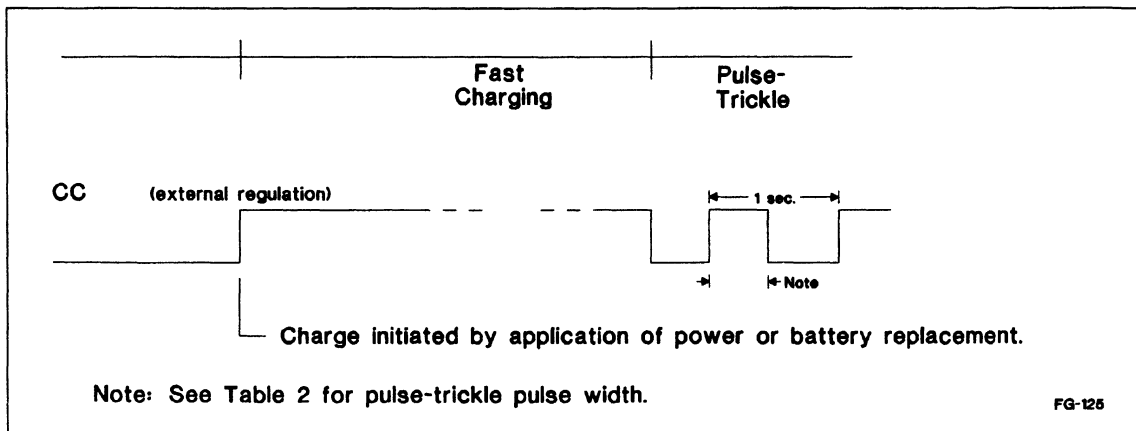 Fast
Charging
Pulse-
Trickle
CC (external regulation)
1 sec.
Note
Charge initiated by application of power or battery replacement.
Note: See Table 2 for pulse-trickle pulse width.
FG-125